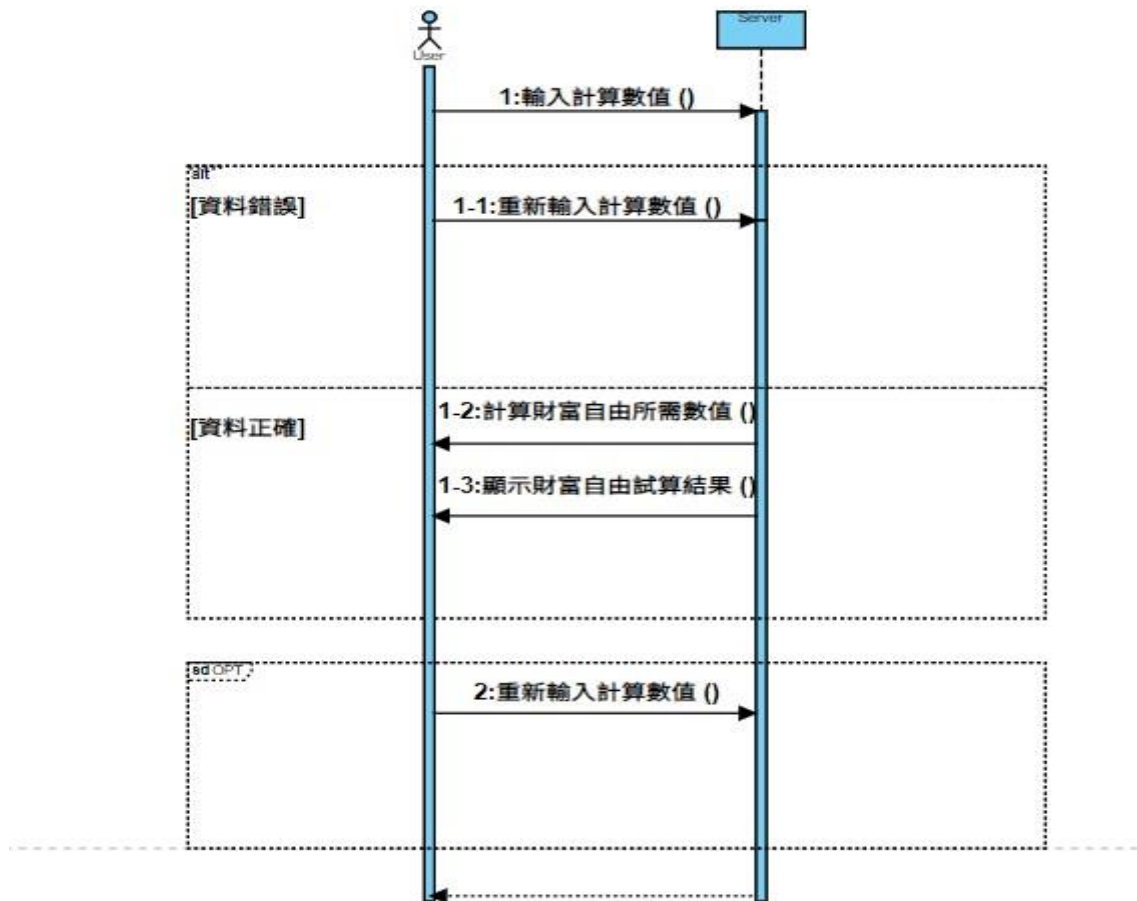 User
Server
1:輸入計算數值 ()
alt
[資料錯誤]
1-1:重新輸入計算數值 ()
1-2:計算財富自由所需數值 ()
[資料正確]
1-3:顯示財富自由試算結果 ()
sd OPT
2:重新輸入計算數值 ()